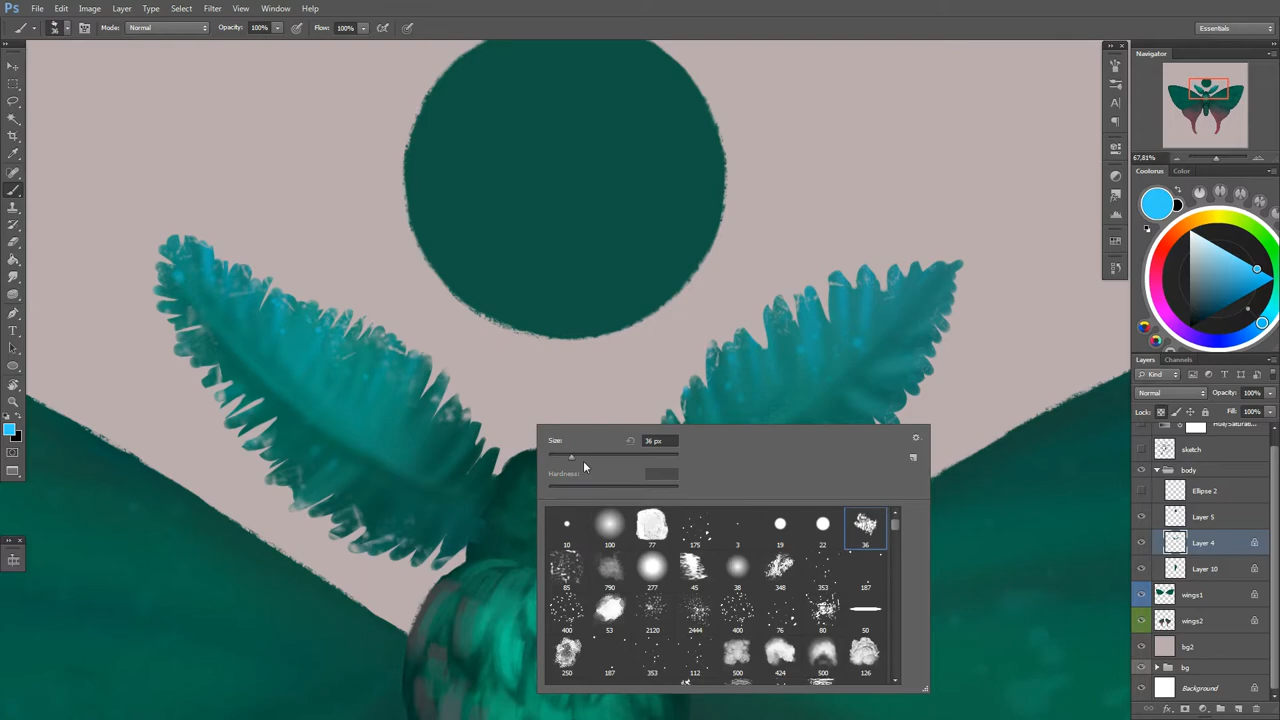 Ps File Edit Image Layer Type Select Filter View Window Help
36 Mode: Normal Opacity: 100% Flow: 100% Essentials
Navigator
67,81%
Coolorus Color
Layers Channels
Kind
Normal Opacity: 100%
Lock: Fill: 100%
sketch
body
Ellipse 2
Layer 5
Layer 4
Layer 10
wings1
wings2
bg2
bg
Background
fx
Size: 36 px
Hardness:
10 100 77 175 3 19 22 36
85 790 277 45 38 348 353 187
400 53 2120 2444 400 76 80 50
250 187 353 112 500 424 500 126